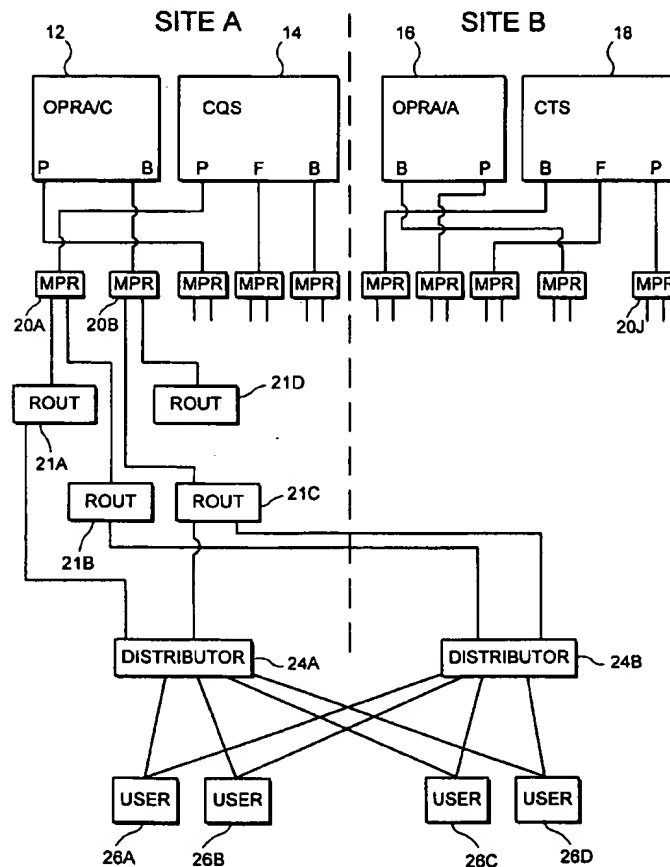 SITE A SITE B
12 14 16 18
OPRA/C CQS OPRA/A CTS
P B P F B B P B F P
MPR MPR MPR MPR MPR MPR MPR MPR MPR MPR
20A 20B 20J
ROUT ROUT 21D
21A
ROUT ROUT 21C
21B
DISTRIBUTOR 24A DISTRIBUTOR 24B
USER USER USER USER
26A 26B 26C 26D